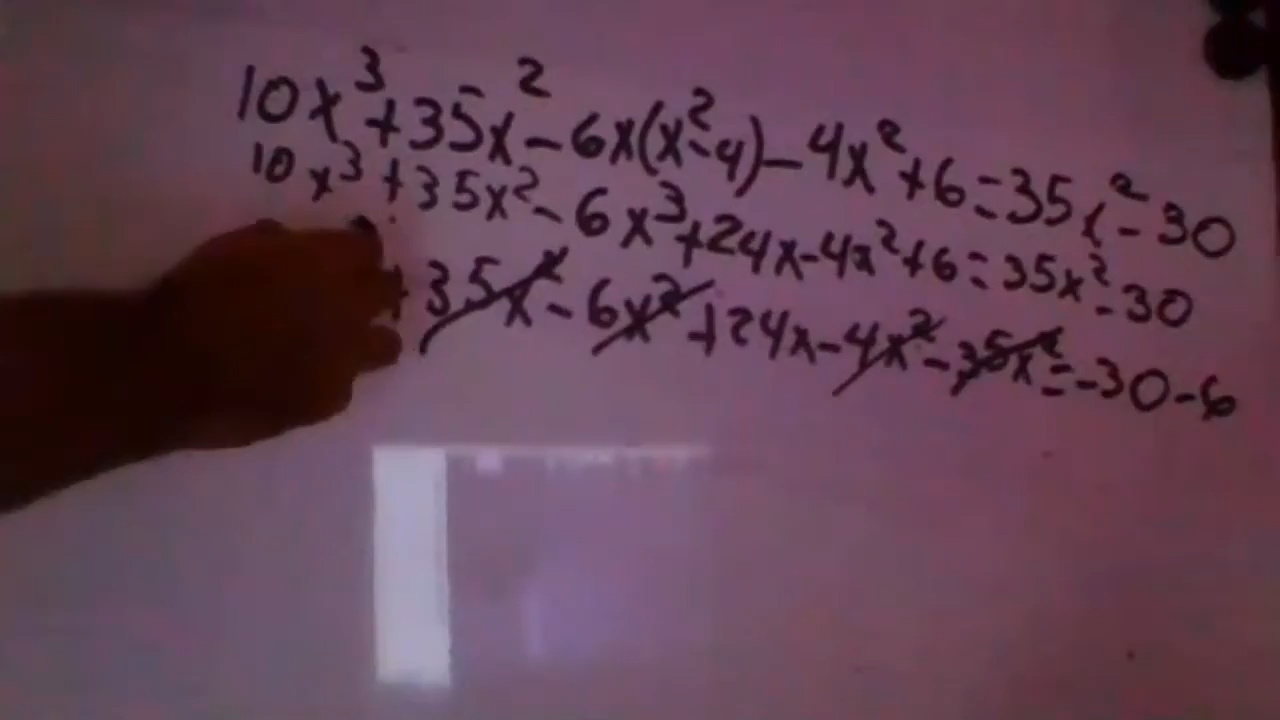 10x³+35x²-6x(x²-4)-4x²+6=35x²-30
10x³+35x²-6x³+24x-4x²+6=35x²-30
+35x²-6x²+24x-4x²-35x²=-30-6